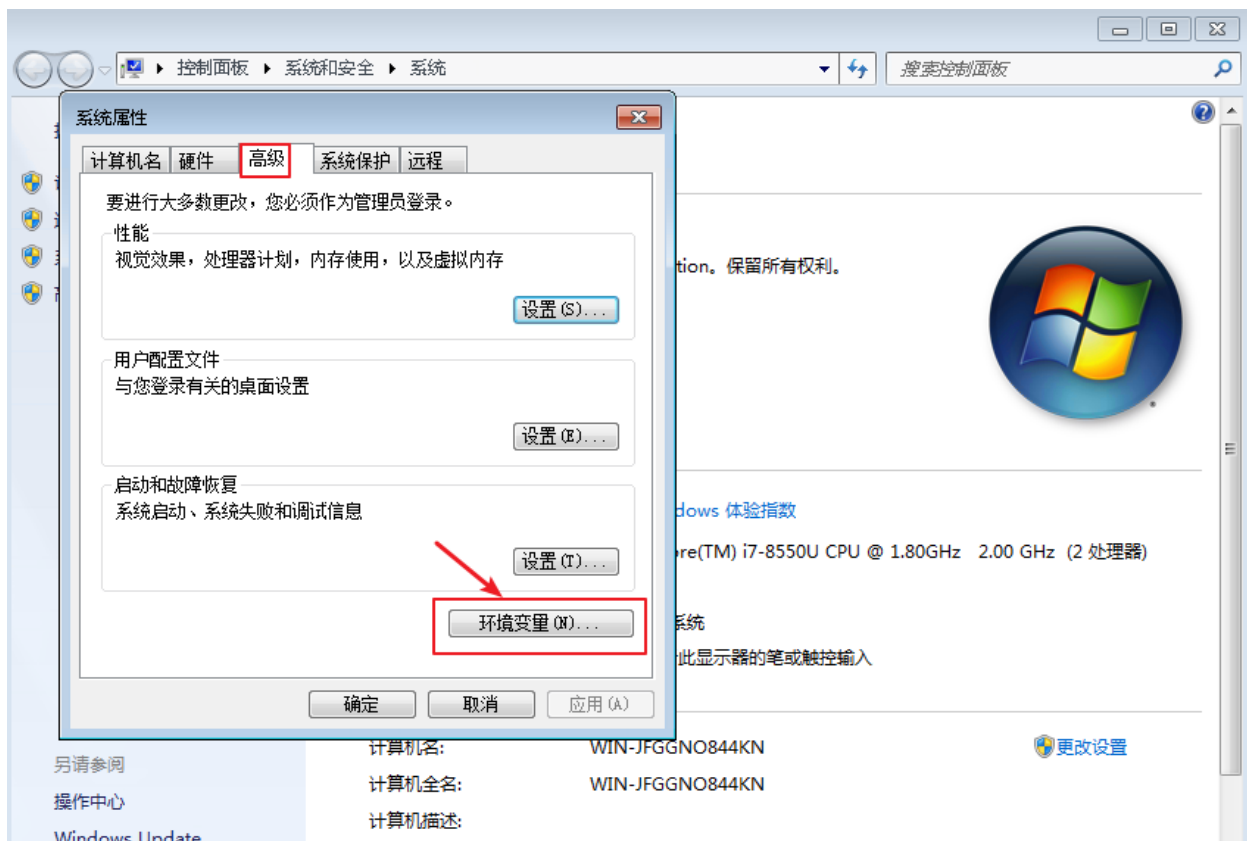 控制面板 系统和安全 系统
搜索控制面板
系统属性
计算机名 硬件 高级 系统保护 远程
要进行大多数更改，您必须作为管理员登录。
性能
视觉效果，处理器计划，内存使用，以及虚拟内存
设置(S)...
用户配置文件
与您登录有关的桌面设置
设置(E)...
启动和故障恢复
系统启动、系统失败和调试信息
设置(T)...
环境变量(N)...
确定 取消 应用(A)
tion。保留所有权利。
dows 体验指数
re(TM) i7-8550U CPU @ 1.80GHz 2.00 GHz (2 处理器)
系统
此显示器的笔或触控输入
计算机名: WIN-JFGGNO844KN
更改设置
计算机全名: WIN-JFGGNO844KN
计算机描述:
另请参阅
操作中心
Windows Update